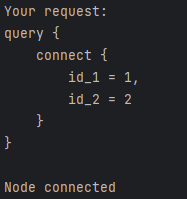 Your request:
query {
    connect {
        id_1 = 1,
        id_2 = 2
    }
}

Node connected